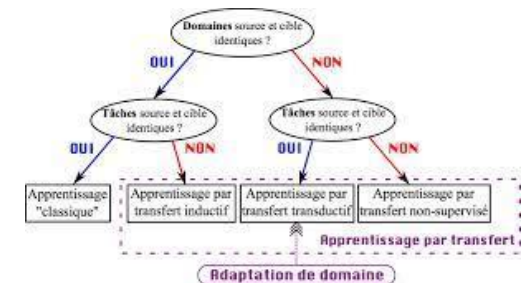 Domaines source et cible
identiques ?
OUI
NON
Tâches source et cible
identiques ?
Tâches source et cible
identiques ?
OUI
NON
OUI
NON
Apprentissage
"classique"
Apprentissage par
transfert inductif
Apprentissage par
transfert transductif
Apprentissage par
transfert non-supervisé
Apprentissage par transfert
Adaptation de domaine